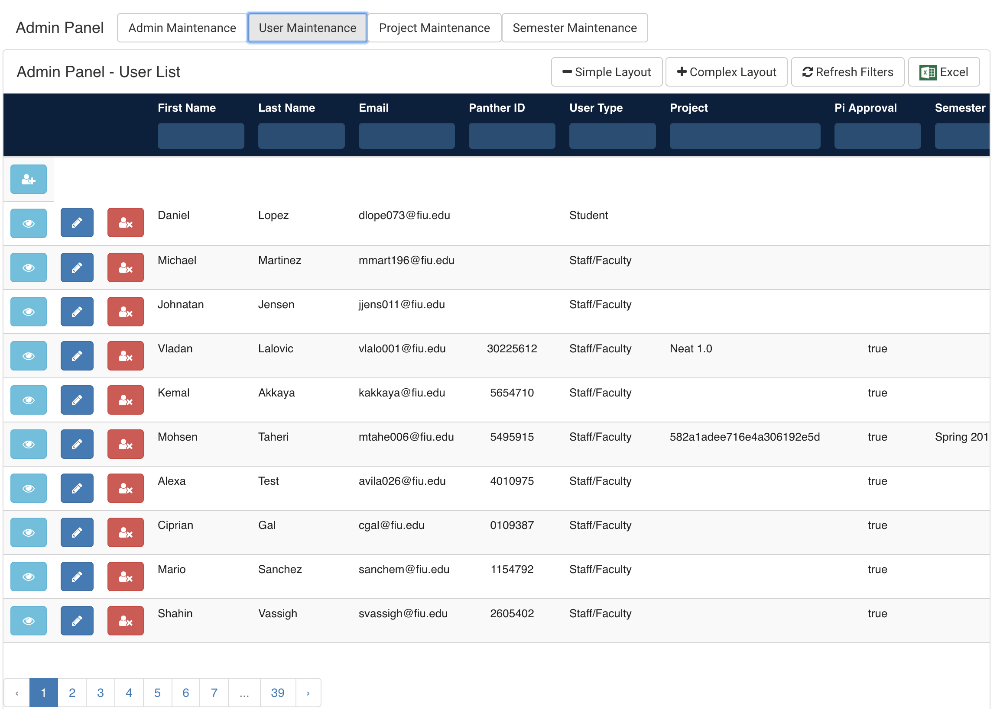 Admin Panel Admin Maintenance User Maintenance Project Maintenance Semester Maintenance
Admin Panel - User List Simple Layout Complex Layout Refresh Filters Excel
First Name Last Name Email Panther ID User Type Project Pi Approval Semester
Daniel Lopez dlope073@fiu.edu Student
Michael Martinez mmart196@fiu.edu Staff/Faculty
Johnatan Jensen jjens011@fiu.edu Staff/Faculty
Vladan Lalovic vlalo001@fiu.edu 30225612 Staff/Faculty Neat 1.0 true
Kemal Akkaya kakkaya@fiu.edu 5654710 Staff/Faculty true
Mohsen Taheri mtahe006@fiu.edu 5495915 Staff/Faculty 582a1adee716e4a306192e5d true Spring 201
Alexa Test avila026@fiu.edu 4010975 Staff/Faculty true
Ciprian Gal cgal@fiu.edu 0109387 Staff/Faculty true
Mario Sanchez sanchem@fiu.edu 1154792 Staff/Faculty true
Shahin Vassigh svassigh@fiu.edu 2605402 Staff/Faculty true
‹ 1 2 3 4 5 6 7 ... 39 ›